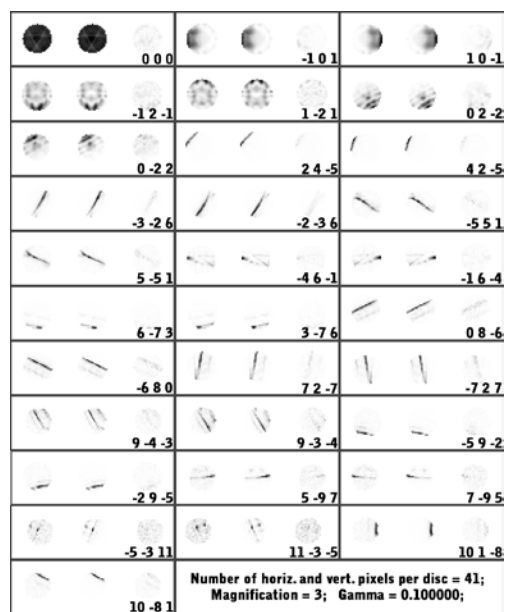 0 0 0
-1 0 1
1 0 -1
-1 2 -1
1 -2 1
0 2 -2
0 -2 2
2 4 -5
4 2 -5
-3 -2 6
-2 -3 6
-5 5 1
5 -5 1
-4 6 -1
-1 6 -4
6 -7 3
3 -7 6
0 8 -6
-6 8 0
7 2 -7
-7 2 7
9 -4 -3
9 -3 -4
-5 9 -2
-2 9 -5
5 -9 7
7 -9 5
-5 -3 11
11 -3 -5
10 1 -8
10 -8 1
Number of horiz. and vert. pixels per disc = 41;
Magnification = 3; Gamma = 0.100000;